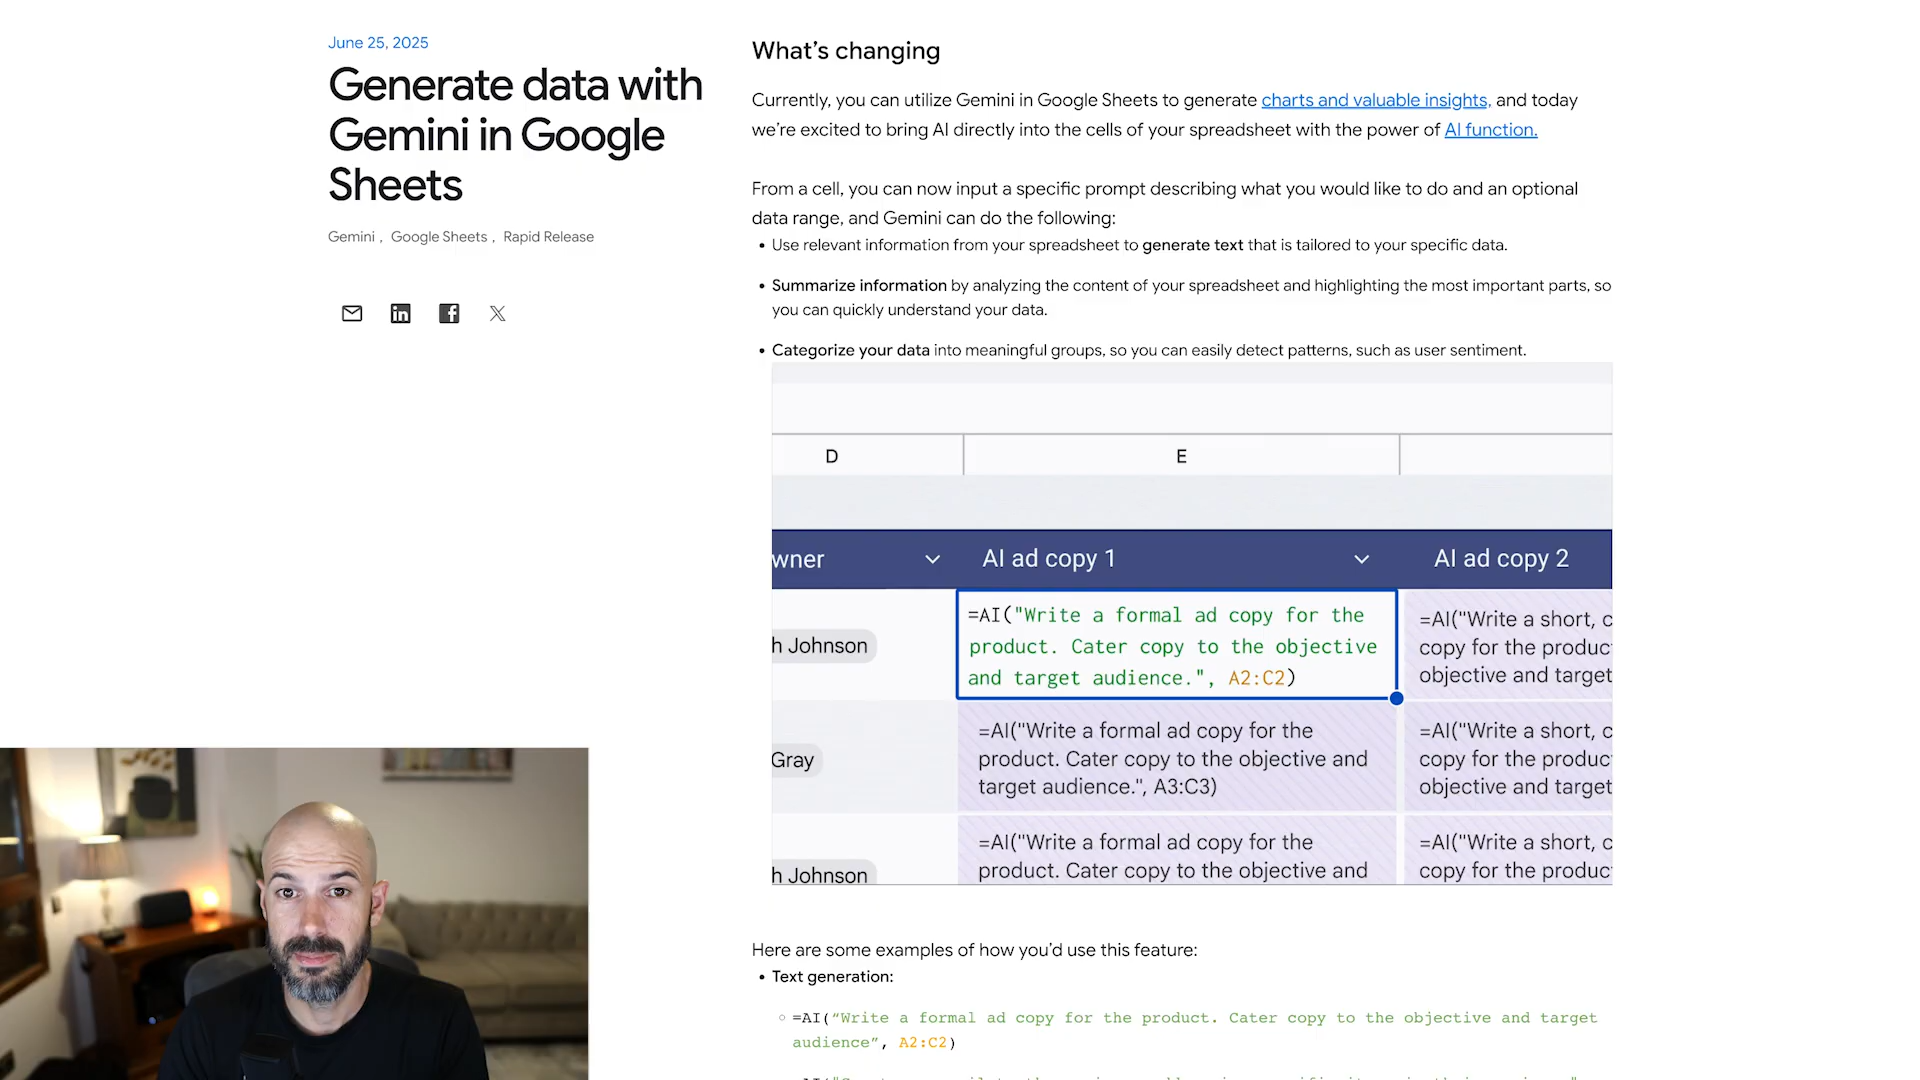 June 25, 2025
Generate data with
Gemini in Google
Sheets
Gemini , Google Sheets , Rapid Release
What's changing
Currently, you can utilize Gemini in Google Sheets to generate charts and valuable insights, and today
we're excited to bring AI directly into the cells of your spreadsheet with the power of AI function.
From a cell, you can now input a specific prompt describing what you would like to do and an optional
data range, and Gemini can do the following:
• Use relevant information from your spreadsheet to generate text that is tailored to your specific data.
• Summarize information by analyzing the content of your spreadsheet and highlighting the most important parts, so
you can quickly understand your data.
• Categorize your data into meaningful groups, so you can easily detect patterns, such as user sentiment.
D E
wner AI ad copy 1 AI ad copy 2
h Johnson
=AI("Write a formal ad copy for the
product. Cater copy to the objective
and target audience.", A2:C2)
=AI("Write a short, c
copy for the produc
objective and target
Gray
=AI("Write a formal ad copy for the
product. Cater copy to the objective and
target audience.", A3:C3)
=AI("Write a short, c
copy for the produc
objective and target
h Johnson
=AI("Write a formal ad copy for the
product. Cater copy to the objective and
=AI("Write a short, c
copy for the produc
Here are some examples of how you'd use this feature:
• Text generation:
○ =AI(“Write a formal ad copy for the product. Cater copy to the objective and target
audience”, A2:C2)